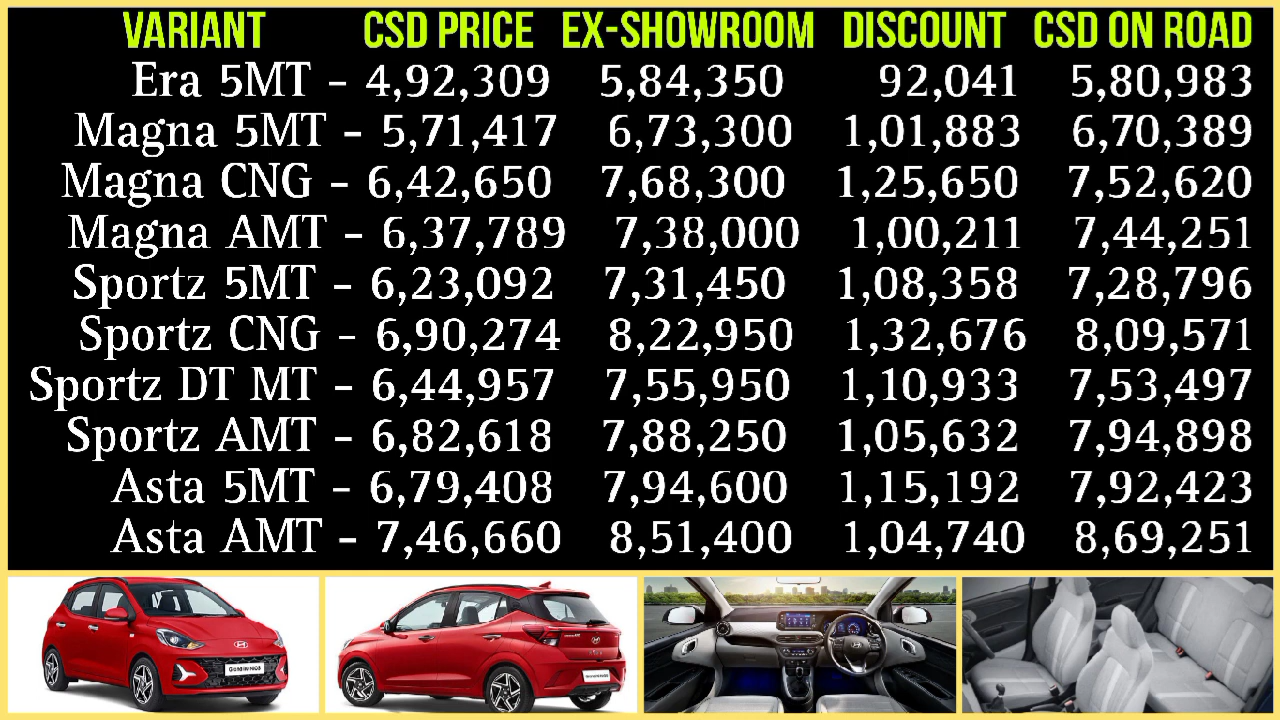 VARIANT CSD PRICE EX-SHOWROOM DISCOUNT CSD ON ROAD
Era 5MT - 4,92,309 5,84,350 92,041 5,80,983
Magna 5MT - 5,71,417 6,73,300 1,01,883 6,70,389
Magna CNG - 6,42,650 7,68,300 1,25,650 7,52,620
Magna AMT - 6,37,789 7,38,000 1,00,211 7,44,251
Sportz 5MT - 6,23,092 7,31,450 1,08,358 7,28,796
Sportz CNG - 6,90,274 8,22,950 1,32,676 8,09,571
Sportz DT MT - 6,44,957 7,55,950 1,10,933 7,53,497
Sportz AMT - 6,82,618 7,88,250 1,05,632 7,94,898
Asta 5MT - 6,79,408 7,94,600 1,15,192 7,92,423
Asta AMT - 7,46,660 8,51,400 1,04,740 8,69,251